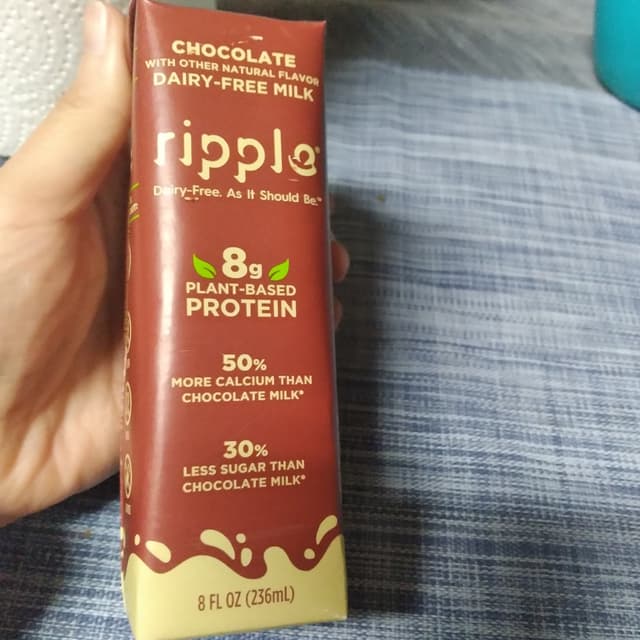 CHOCOLATE
WITH OTHER NATURAL FLAVOR
DAIRY-FREE MILK
ripple
Dairy-Free. As It Should Be.™
8g
PLANT-BASED
PROTEIN
50%
MORE CALCIUM THAN
CHOCOLATE MILK*
30%
LESS SUGAR THAN
CHOCOLATE MILK*
8 FL OZ (236mL)